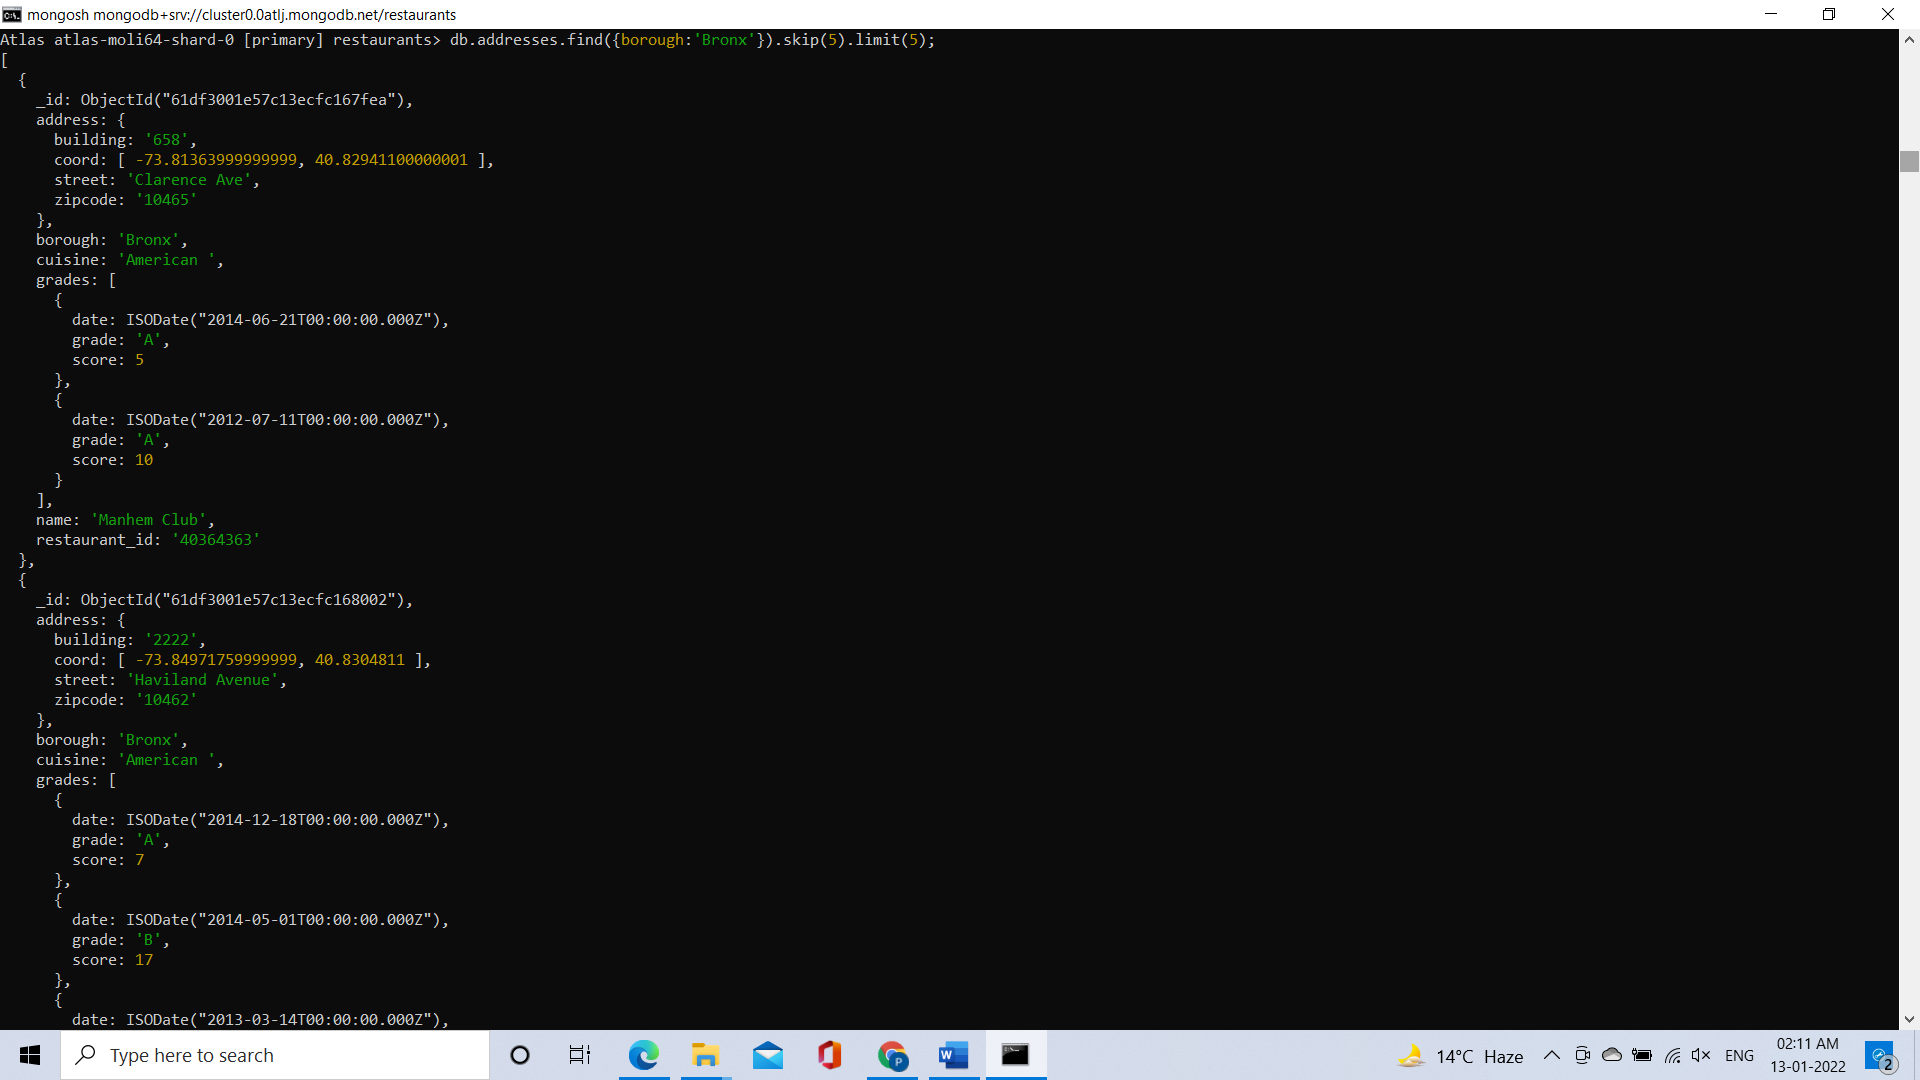 mongosh mongodb+srv://cluster0.0atlj.mongodb.net/restaurants
Atlas atlas-moli64-shard-0 [primary] restaurants> db.addresses.find({borough:'Bronx'}).skip(5).limit(5);
[
  {
    _id: ObjectId("61df3001e57c13ecfc167fea"),
    address: {
      building: '658',
      coord: [ -73.81363999999999, 40.82941100000001 ],
      street: 'Clarence Ave',
      zipcode: '10465'
    },
    borough: 'Bronx',
    cuisine: 'American ',
    grades: [
      {
        date: ISODate("2014-06-21T00:00:00.000Z"),
        grade: 'A',
        score: 5
      },
      {
        date: ISODate("2012-07-11T00:00:00.000Z"),
        grade: 'A',
        score: 10
      }
    ],
    name: 'Manhem Club',
    restaurant_id: '40364363'
  },
  {
    _id: ObjectId("61df3001e57c13ecfc168002"),
    address: {
      building: '2222',
      coord: [ -73.84971759999999, 40.8304811 ],
      street: 'Haviland Avenue',
      zipcode: '10462'
    },
    borough: 'Bronx',
    cuisine: 'American ',
    grades: [
      {
        date: ISODate("2014-12-18T00:00:00.000Z"),
        grade: 'A',
        score: 7
      },
      {
        date: ISODate("2014-05-01T00:00:00.000Z"),
        grade: 'B',
        score: 17
      },
      {
        date: ISODate("2013-03-14T00:00:00.000Z"),
Type here to search
14°C Haze
ENG
02:11 AM
13-01-2022
2